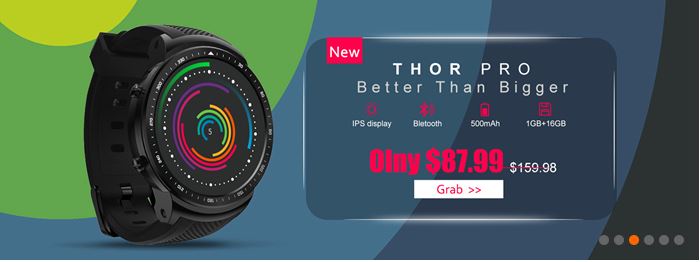 New
THOR PRO
Better Than Bigger
IPS display
Bletooth
500mAh
1GB+16GB
Olny $87.99 $159.98
Grab >>